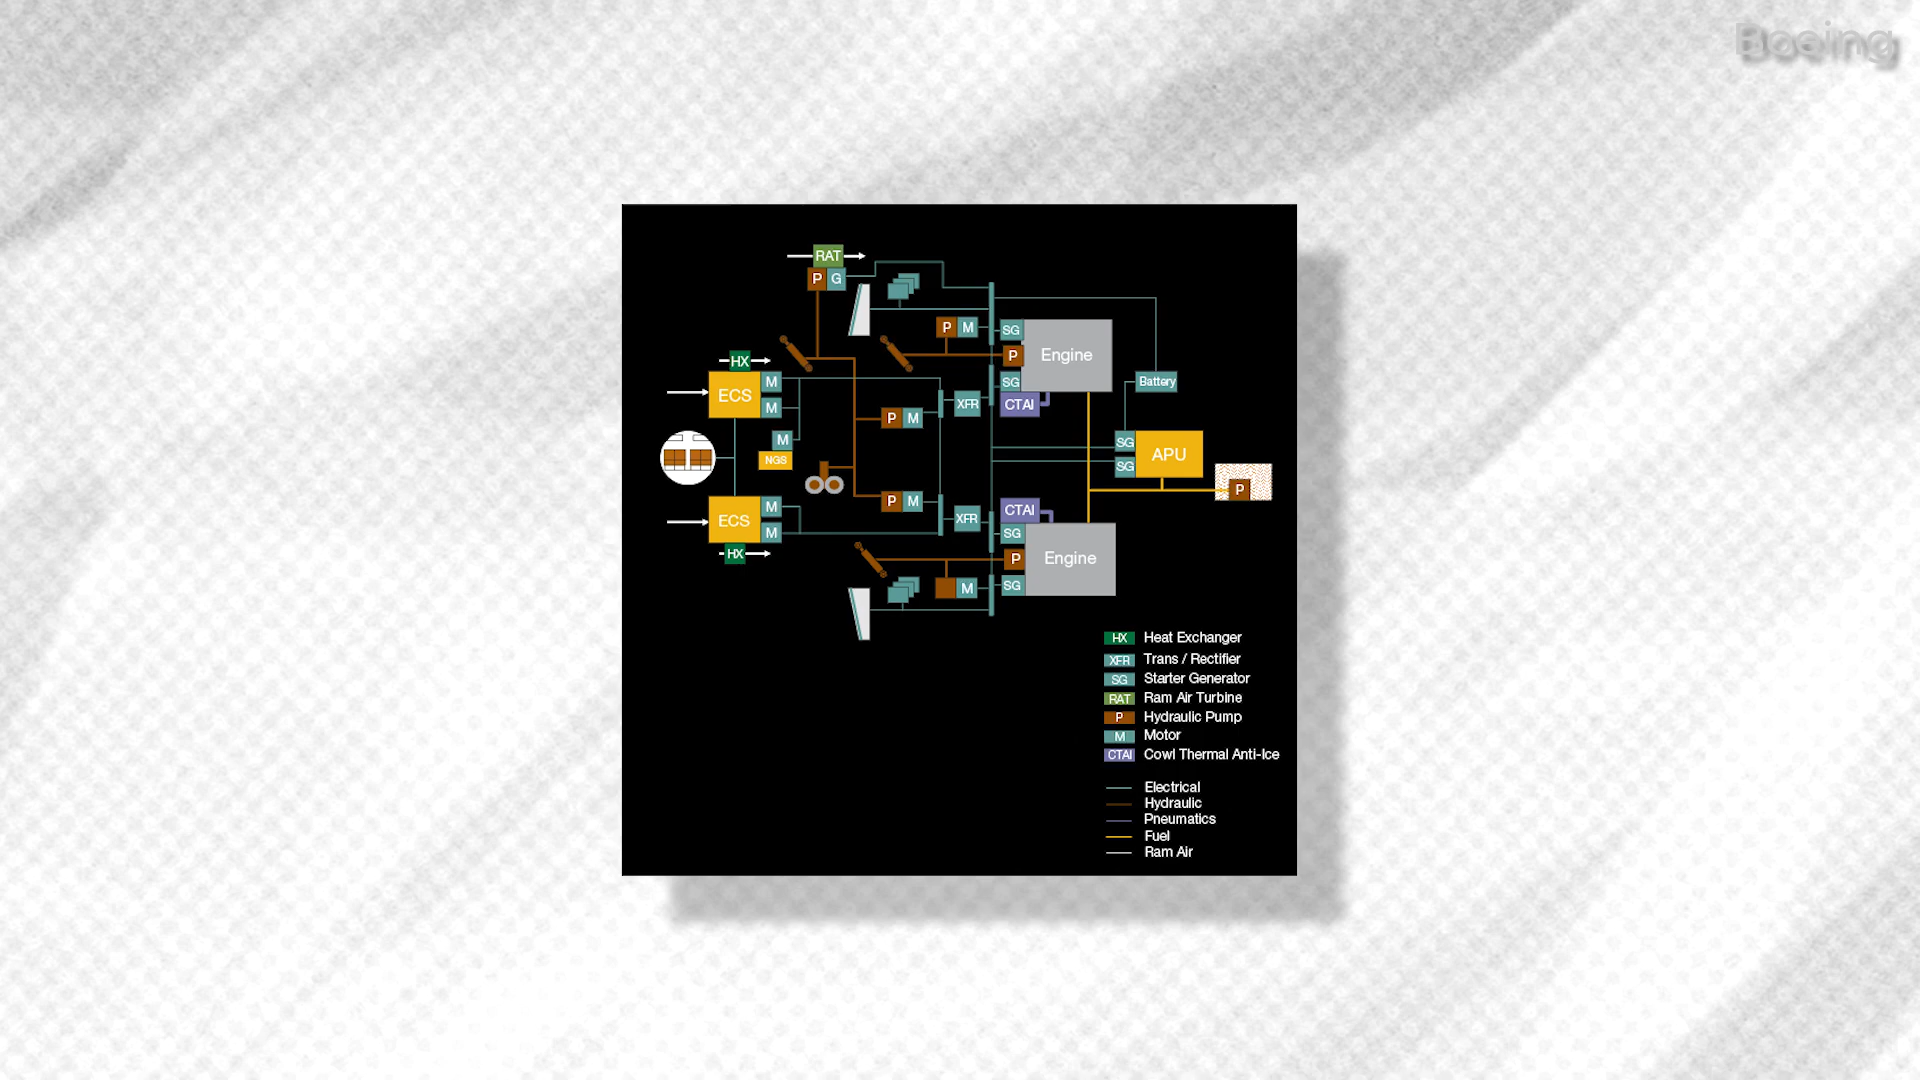 Boeing
RAT
P G
P M SG
Engine
P
HX
M SG Battery
ECS
CTAI
XFR
M
P M
M SG
APU
NGS
SG
P
P M
M CTAI
XFR
ECS
M SG
HX
P Engine
M SG
HX Heat Exchanger
XFR Trans / Rectifier
SG Starter Generator
RAT Ram Air Turbine
P Hydraulic Pump
M Motor
CTAI Cowl Thermal Anti-Ice
Electrical
Hydraulic
Pneumatics
Fuel
Ram Air